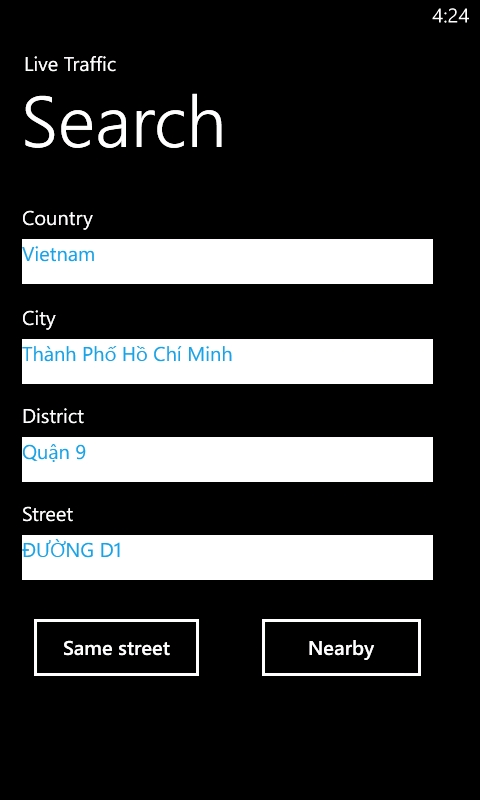 4:24
Live Traffic
Search
Country
Vietnam
City
Thành Phố Hồ Chí Minh
District
Quận 9
Street
ĐƯỜNG D1
Same street
Nearby